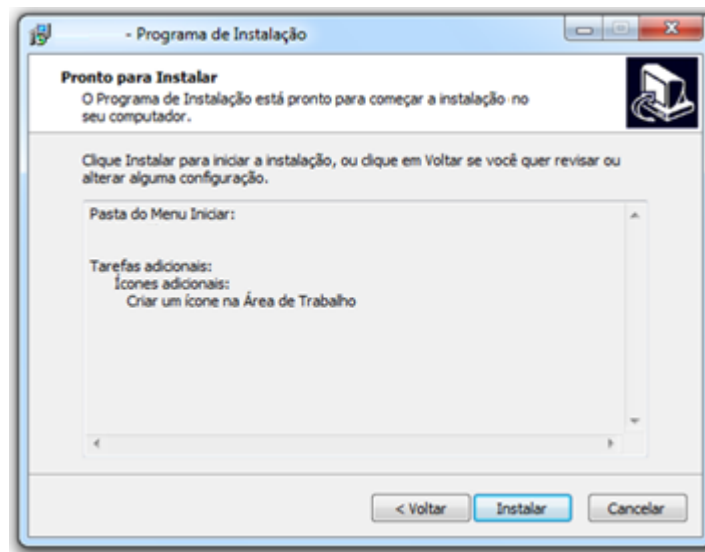 - Programa de Instalação
Pronto para Instalar
O Programa de Instalação está pronto para começar a instalação no
seu computador.
Clique Instalar para iniciar a instalação, ou clique em Voltar se você quer revisar ou
alterar alguma configuração.
Pasta do Menu Iniciar:
Tarefas adicionais:
Ícones adicionais:
Criar um ícone na Área de Trabalho
< Voltar
Instalar
Cancelar